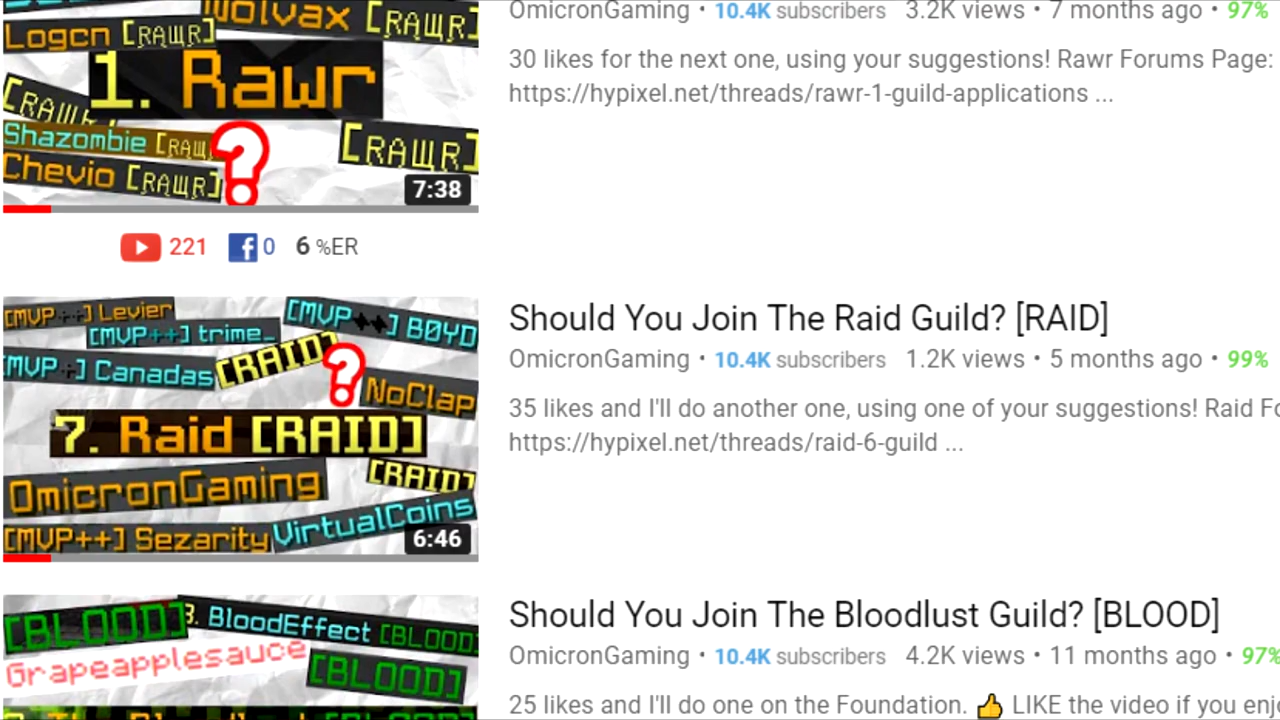 Nolvax [RAWR]
Logcn [RAWR]
1. Rawr
[RAWR]
Shazombie [RAW
[RAWR]
Chevio [RAWR]
7:38
OmicronGaming • 10.4K subscribers 3.2K views • 7 months ago • 97%
30 likes for the next one, using your suggestions! Rawr Forums Page:
https://hypixel.net/threads/rawr-1-guild-applications ...
221 0 6 %ER
[MVP++] Levier
[MVP++] B0YD
[MVP++] trime_
[MVP+] Canadas
[RAID]
?
NoClap
7. Raid [RAID]
OmicronGaming
[RAID]
VirtualCoins
[MVP++] Sezarity
6:46
Should You Join The Raid Guild? [RAID]
OmicronGaming • 10.4K subscribers 1.2K views • 5 months ago • 99%
35 likes and I'll do another one, using one of your suggestions! Raid Fo
https://hypixel.net/threads/raid-6-guild ...
[BLOOD]
3. BloodEffect [BLOOD]
Grapeapplesauce
[BLOOD]
Should You Join The Bloodlust Guild? [BLOOD]
OmicronGaming • 10.4K subscribers 4.2K views • 11 months ago • 97%
25 likes and I'll do one on the Foundation. 👍 LIKE the video if you enj